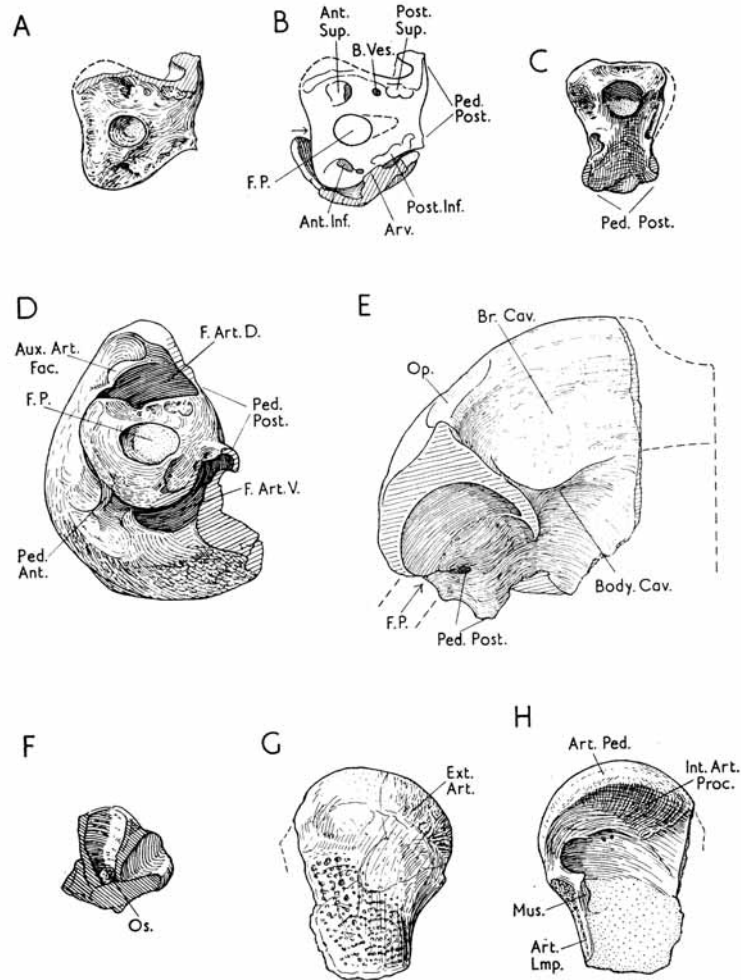 A
B
Ant.
Sup.
B. Ves.
Post.
Sup.
Ped.
Post.
F.P.
Ant. Inf.
Arv.
Post. Inf.
C
Ped. Post.
D
Aux. Art.
Fac.
F. Art. D.
F.P.
Ped.
Post.
F. Art. V.
Ped.
Ant.
E
Br. Cav.
Op.
Body. Cav.
F.P.
Ped. Post.
F
Os.
G
Ext.
Art.
H
Art. Ped.
Int. Art.
Proc.
Mus.
Art.
Lmp.